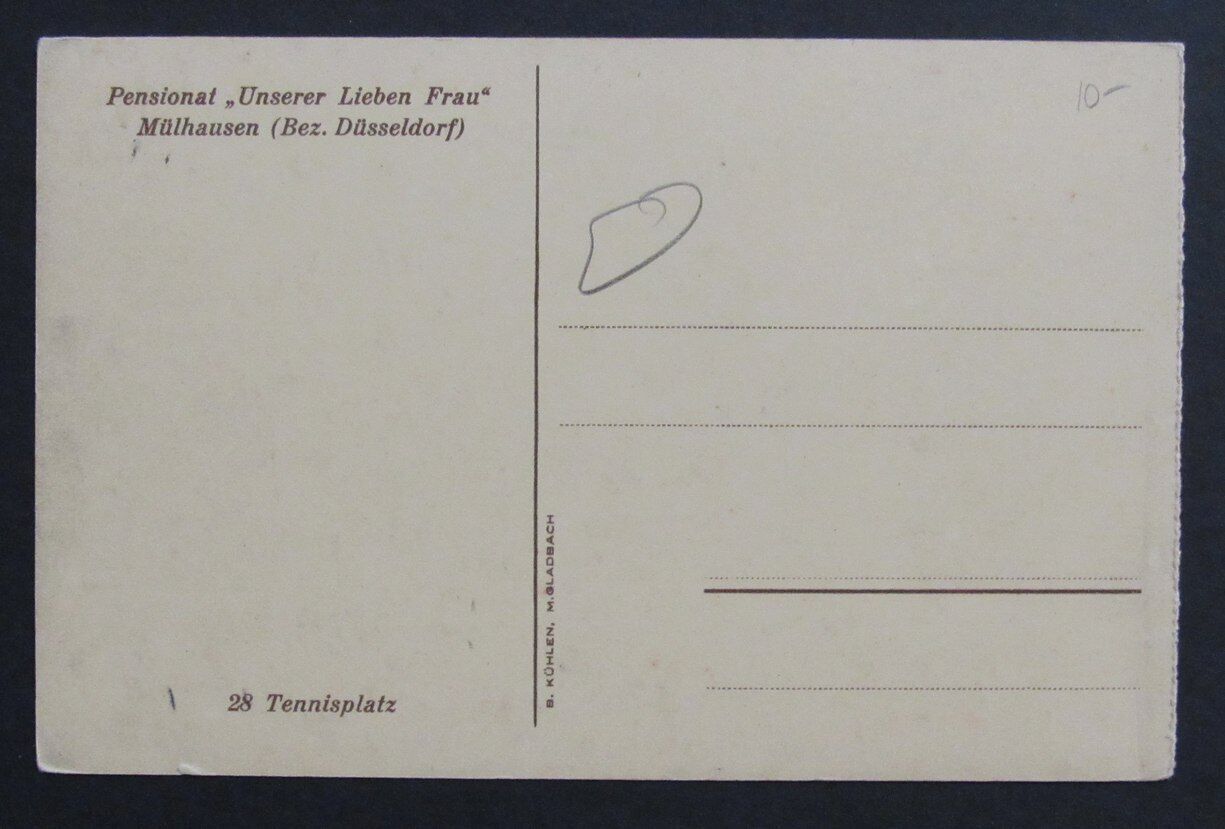 Pensionat „Unserer Lieben Frau“
Mülhausen (Bez. Düsseldorf)
28 Tennisplatz
B. KÜHLEN, M. GLADBACH
10-